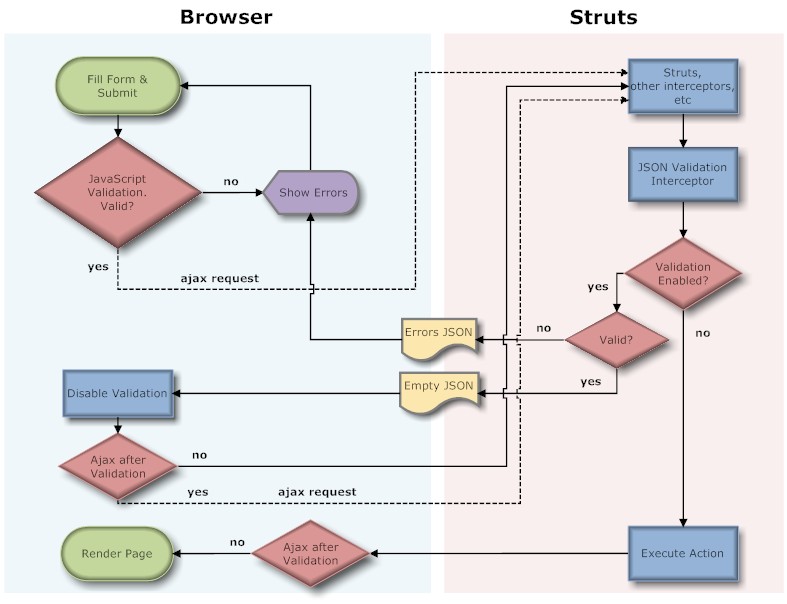 Browser
Struts
Fill Form &
Submit
Struts,
other interceptors,
etc
JavaScript
Validation.
Valid?
no
Show Errors
JSON Validation
Interceptor
yes
ajax request
Validation
Enabled?
yes
no
Errors JSON
no
Valid?
yes
Empty JSON
Disable Validation
Ajax after
Validation
no
yes
ajax request
Render Page
no
Ajax after
Validation
Execute Action